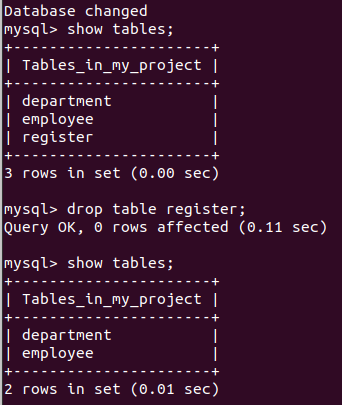 Database changed
mysql> show tables;
+----------------------+
| Tables_in_my_project |
+----------------------+
| department           |
| employee             |
| register             |
+----------------------+
3 rows in set (0.00 sec)

mysql> drop table register;
Query OK, 0 rows affected (0.11 sec)

mysql> show tables;
+----------------------+
| Tables_in_my_project |
+----------------------+
| department           |
| employee             |
+----------------------+
2 rows in set (0.01 sec)